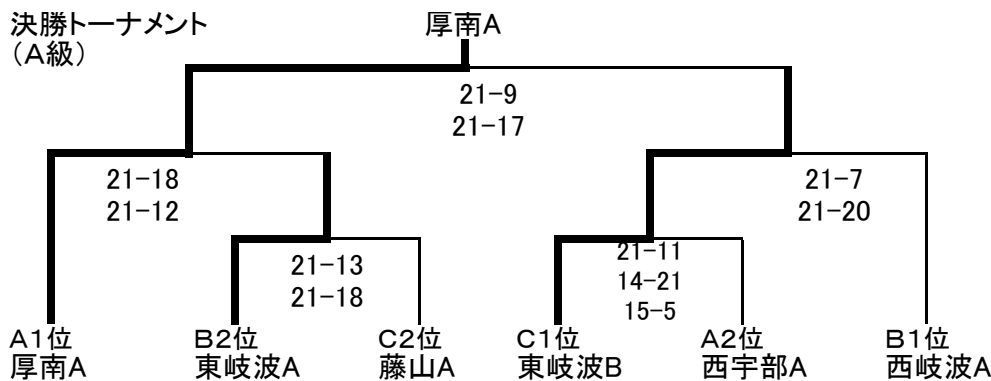 決勝トーナメント
（A級）
厚南A
21-9
21-17
21-18
21-12
21-7
21-20
21-13
21-18
21-11
14-21
15-5
A1位
厚南A
B2位
東岐波A
C2位
藤山A
C1位
東岐波B
A2位
西宇部A
B1位
西岐波A